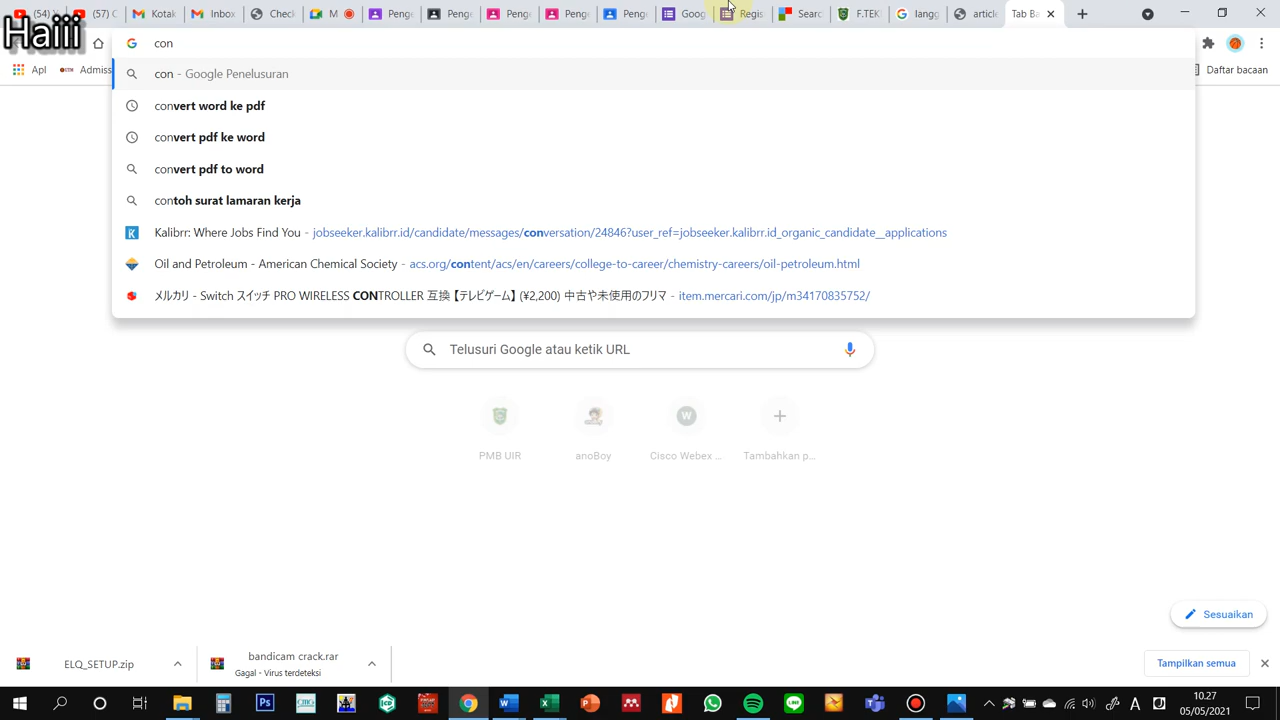 (54)
(57) C
Kotak
Inbox
Check
M
Penge
Penge
Penge
Penge
Penge
Goog
Regis
Searc
F.TEK
langg
article
Tab Ba
Haiii
con
Apl
Admiss
Daftar bacaan
con - Google Penelusuran
convert word ke pdf
convert pdf ke word
convert pdf to word
contoh surat lamaran kerja
Kalibrr: Where Jobs Find You - jobseeker.kalibrr.id/candidate/messages/conversation/24846?user_ref=jobseeker.kalibrr.id_organic_candidate__applications
Oil and Petroleum - American Chemical Society - acs.org/content/acs/en/careers/college-to-career/chemistry-careers/oil-petroleum.html
メルカリ - Switch スイッチ PRO WIRELESS CONTROLLER 互換【テレビゲーム】 (¥2,200) 中古や未使用のフリマ - item.mercari.com/jp/m34170835752/
Telusuri Google atau ketik URL
W
PMB UIR
anoBoy
Cisco Webex ...
Tambahkan p...
Sesuaikan
ELQ_SETUP.zip
bandicam crack.rar
Gagal - Virus terdeteksi
Tampilkan semua
10.27
05/05/2021